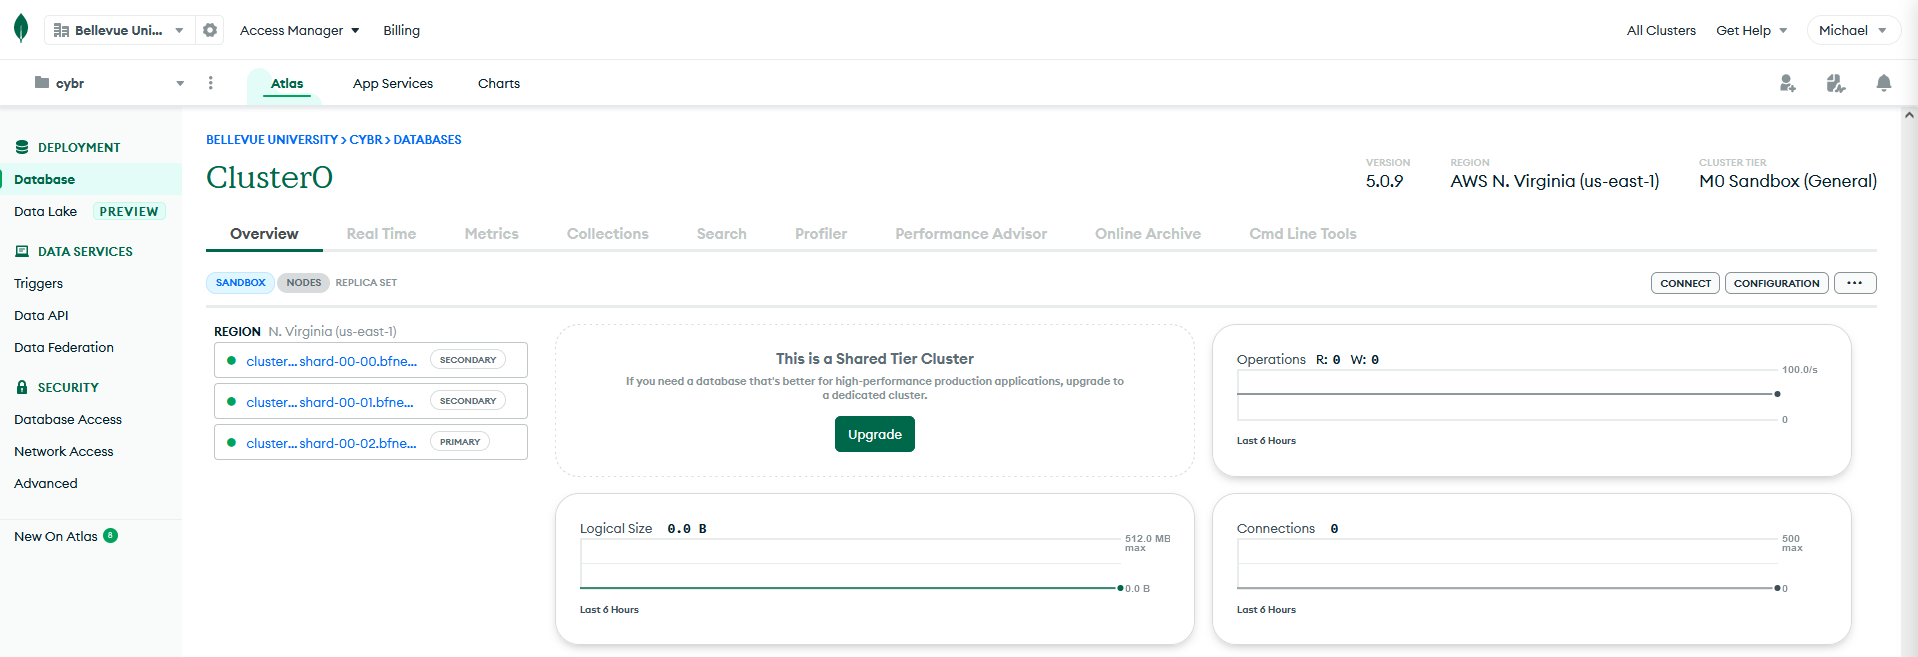 Bellevue Uni... Access Manager Billing All Clusters Get Help Michael
cybr Atlas App Services Charts
DEPLOYMENT
Database
Data Lake PREVIEW
DATA SERVICES
Triggers
Data API
Data Federation
SECURITY
Database Access
Network Access
Advanced
New On Atlas 8
BELLEVUE UNIVERSITY > CYBR > DATABASES
Cluster0
VERSION
5.0.9
REGION
AWS N. Virginia (us-east-1)
CLUSTER TIER
M0 Sandbox (General)
Overview Real Time Metrics Collections Search Profiler Performance Advisor Online Archive Cmd Line Tools
SANDBOX NODES REPLICA SET CONNECT CONFIGURATION ...
REGION N. Virginia (us-east-1)
cluster... shard-00-00.bfne... SECONDARY
cluster... shard-00-01.bfne... SECONDARY
cluster... shard-00-02.bfne... PRIMARY
This is a Shared Tier Cluster
If you need a database that's better for high-performance production applications, upgrade to
a dedicated cluster.
Upgrade
Operations R: 0 W: 0
100.0/s
0
Last 6 Hours
Logical Size 0.0 B
512.0 MB
max
0.0 B
Last 6 Hours
Connections 0
500
max
0
Last 6 Hours